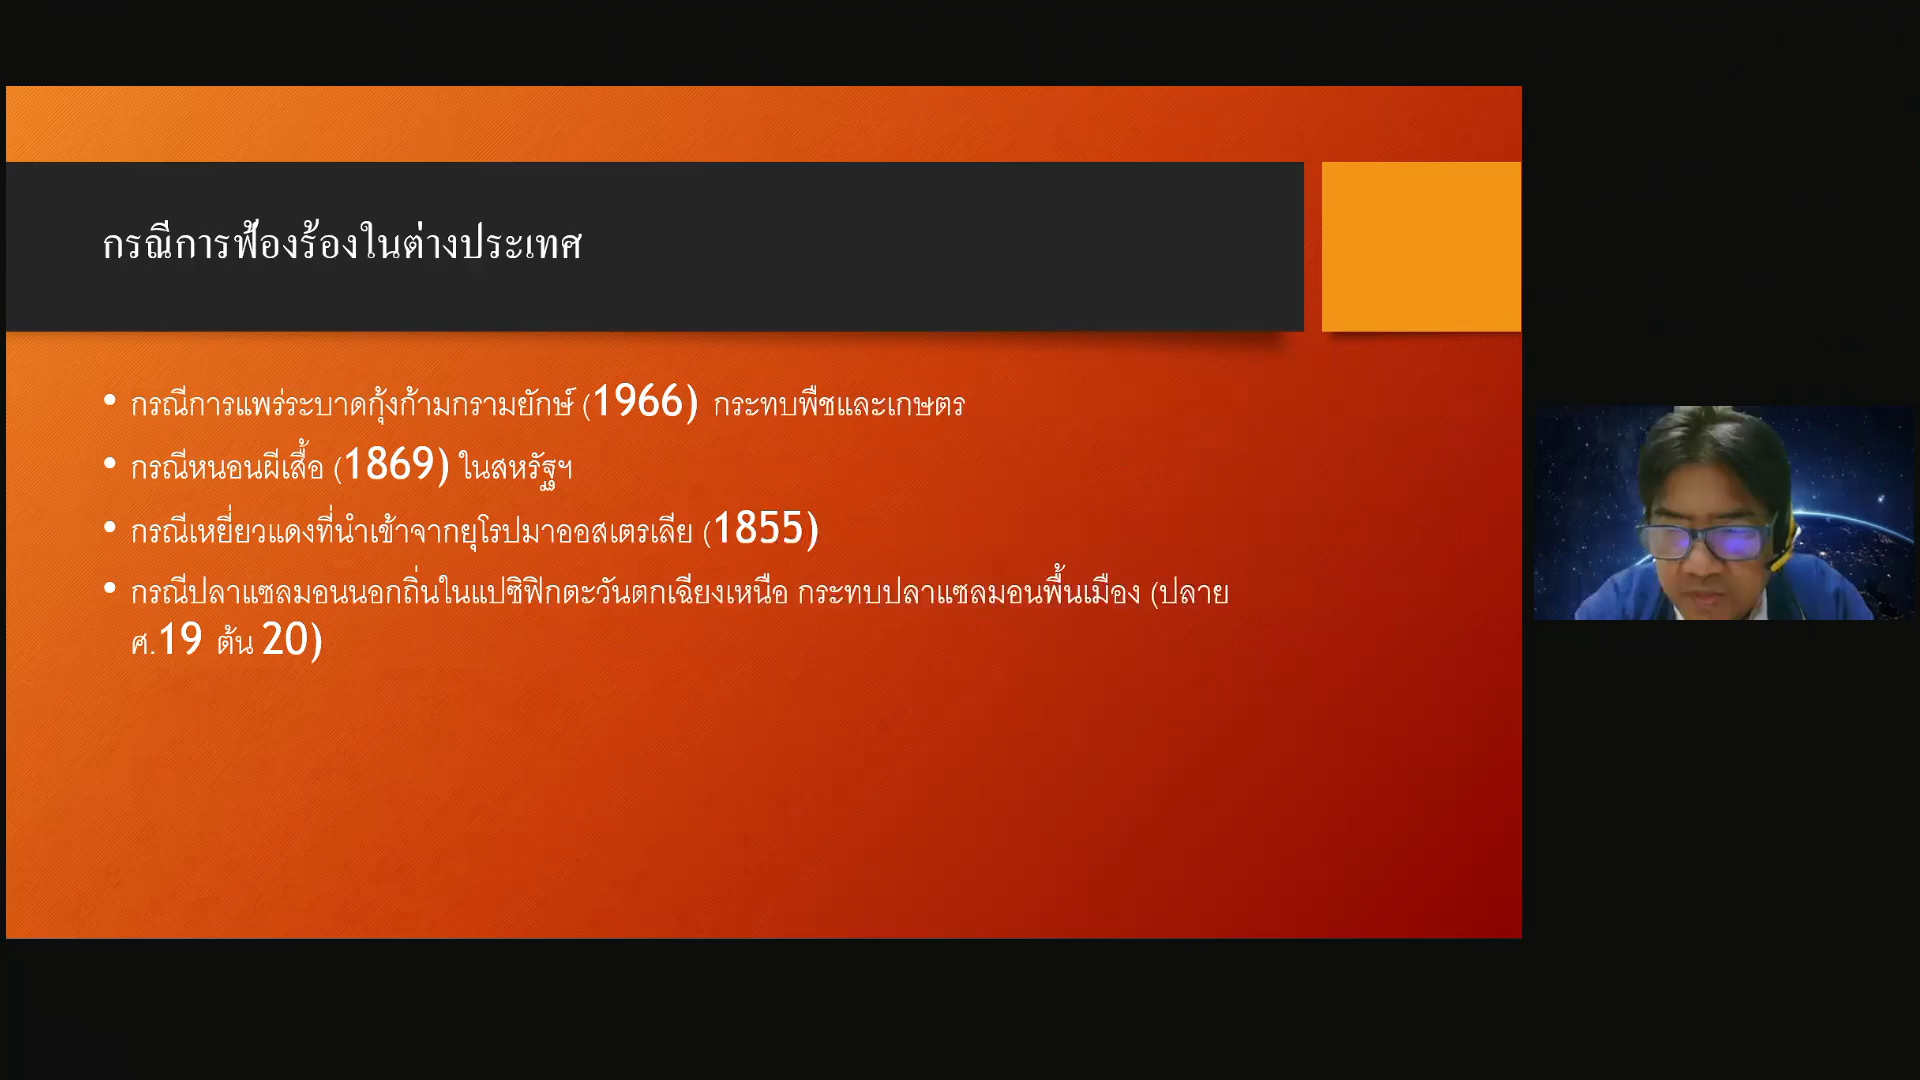 กรณีการฟ้องร้องในต่างประเทศ
• กรณีการแพร่ระบาดกุ้งก้ามกรามยักษ์ (1966) กระทบพืชและเกษตร
• กรณีหนอนผีเสื้อ (1869) ในสหรัฐฯ
• กรณีเหยี่ยวแดงที่นำเข้าจากยุโรปมาออสเตรเลีย (1855)
• กรณีปลาแซลมอนนอกถิ่นในแปซิฟิกตะวันตกเฉียงเหนือ กระทบปลาแซลมอนพื้นเมือง (ปลาย
ศ.19 ต้น 20)